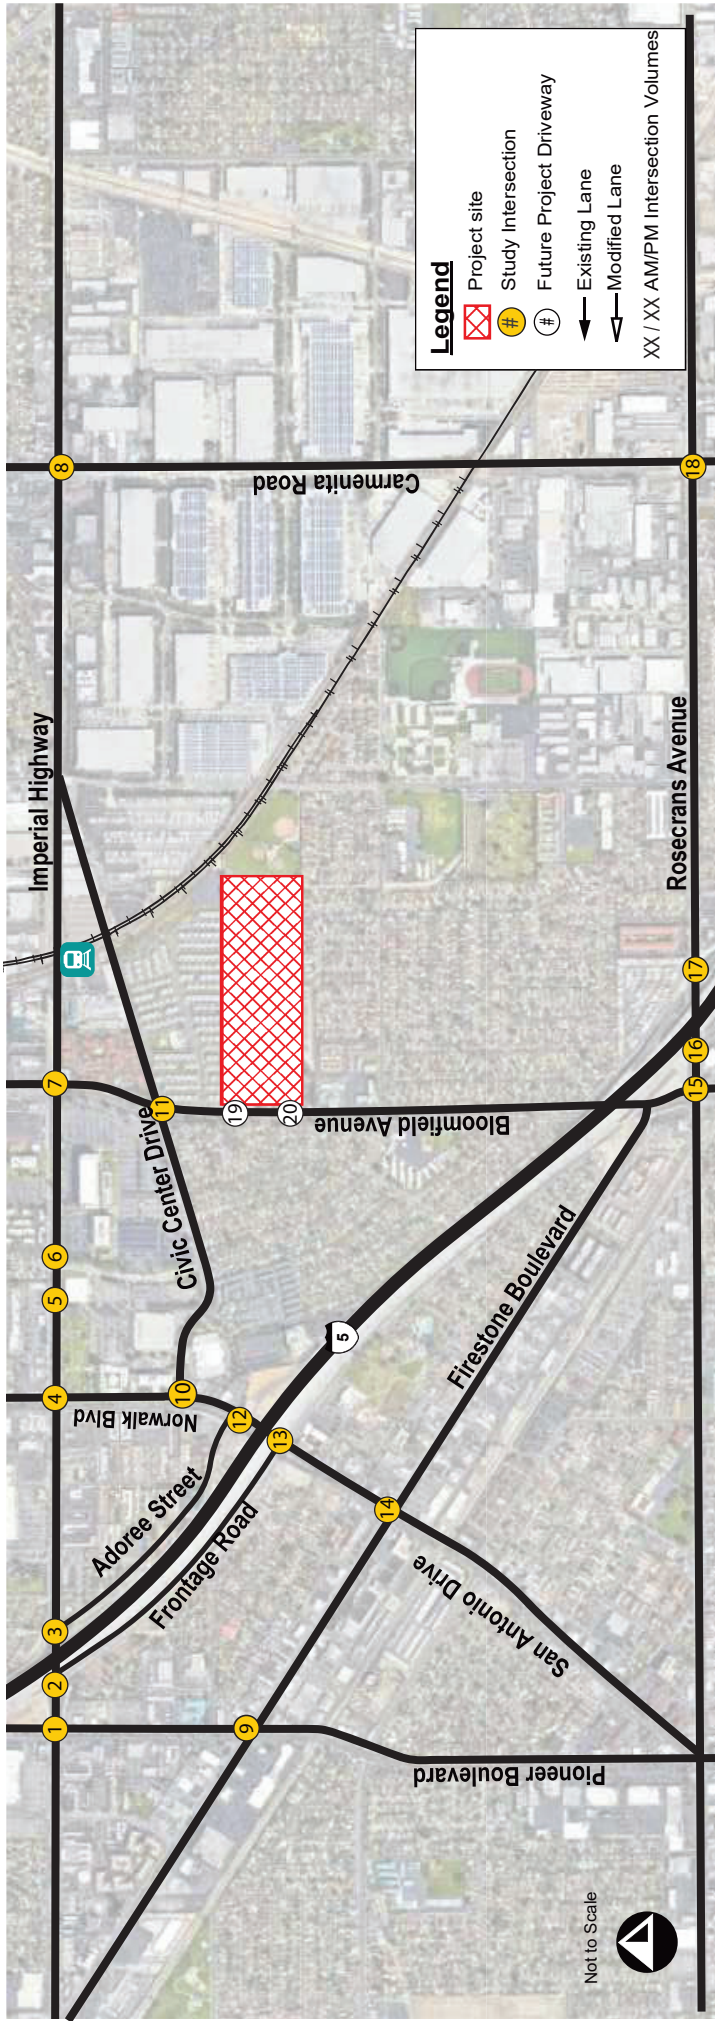 Imperial Highway
Rosecrans Avenue
Carmenita Road
Bloomfield Avenue
Civic Center Drive
Norwalk Blvd
Adoree Street
Frontage Road
Firestone Boulevard
San Antonio Drive
Pioneer Boulevard
5
1
2
3
4
5
6
7
8
9
10
11
12
13
14
15
16
17
18
19
20
Legend
Project site
# Study Intersection
# Future Project Driveway
Existing Lane
Modified Lane
XX / XX AM/PM Intersection Volumes
Not to Scale